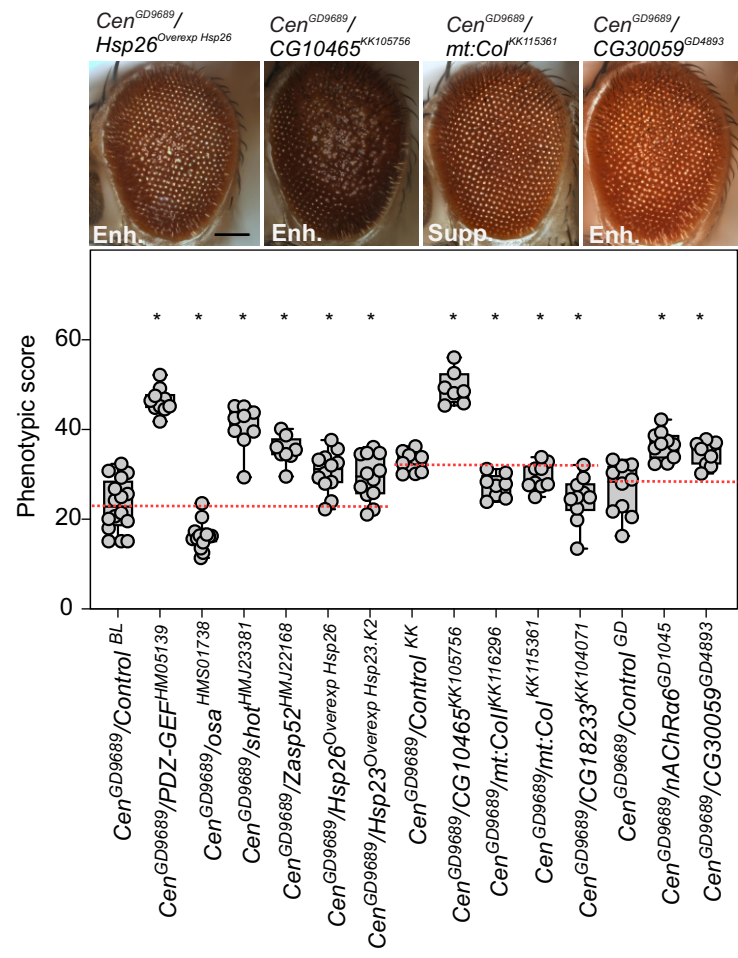 Cen^GD9689/ Cen^GD9689/ Cen^GD9689/ Cen^GD9689/
Hsp26^Overexp Hsp26 CG10465^KK105756 mt:Col^KK115361 CG30059^GD4893
Enh. Enh. Supp. Enh.
* * * * * * * * * * * *
Phenotypic score
60
40
20
0
Cen^GD9689/Control^BL
Cen^GD9689/PDZ-GEF^HM05139
Cen^GD9689/osa^HMS01738
Cen^GD9689/shot^HMJ23381
Cen^GD9689/Zasp52^HMJ22168
Cen^GD9689/Hsp26^Overexp Hsp26
Cen^GD9689/Hsp23^Overexp Hsp23.K2
Cen^GD9689/Control^KK
Cen^GD9689/CG10465^KK105756
Cen^GD9689/mt:ColI^KK116296
Cen^GD9689/mt:Col^KK115361
Cen^GD9689/CG18233^KK104071
Cen^GD9689/Control^GD
Cen^GD9689/nAChRα6^GD1045
Cen^GD9689/CG30059^GD4893